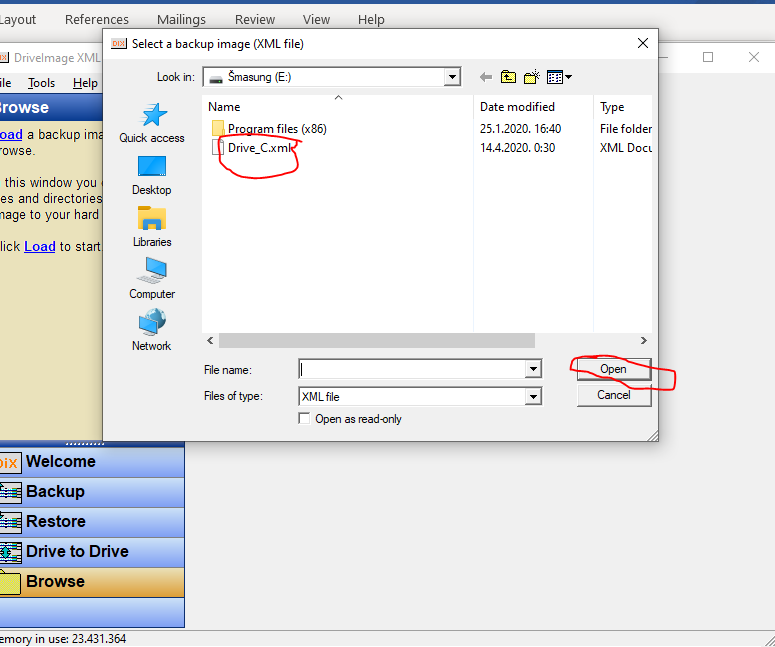 Layout References Mailings Review View Help
DriveImage XML
Select a backup image (XML file)
ile Tools Help
Look in: Šmasung (E:)
rowse
oad a backup ima
rowse.
this window you
es and directories
mage to your hard
lick Load to start
Quick access
Desktop
Libraries
Computer
Network
Name Date modified Type
Program files (x86) 25.1.2020. 16:40 File folder
Drive_C.xml 14.4.2020. 0:30 XML Docu
File name: Open
Files of type: XML file Cancel
Open as read-only
DiX Welcome
Backup
Restore
Drive to Drive
Browse
emory in use: 23.431.364